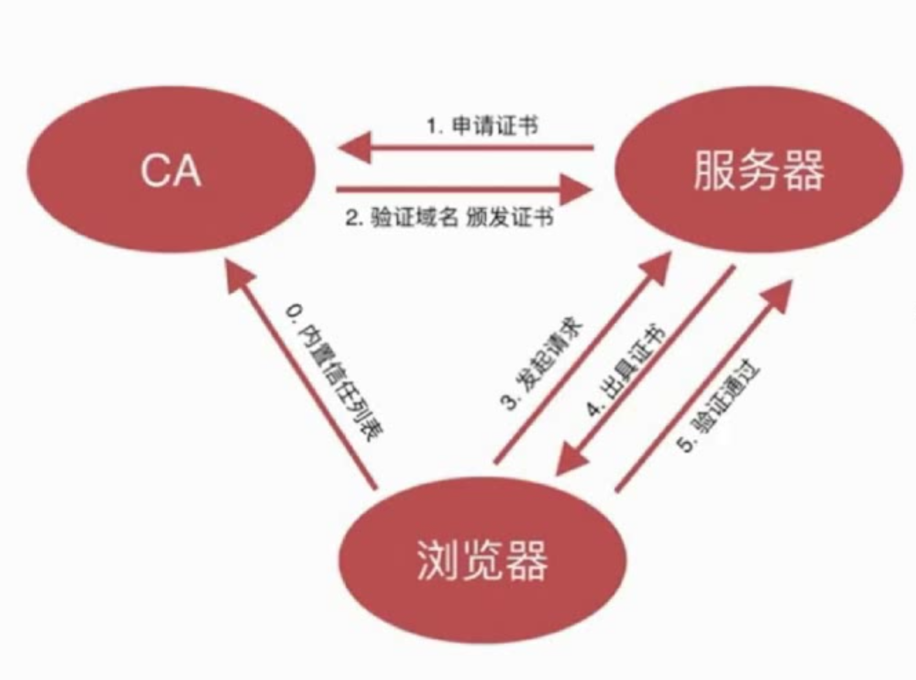 CA
1. 申请证书
服务器
2. 验证域名 颁发证书
0. 内置信任列表
3. 发起请求
4. 出具证书
5. 验证通过
浏览器